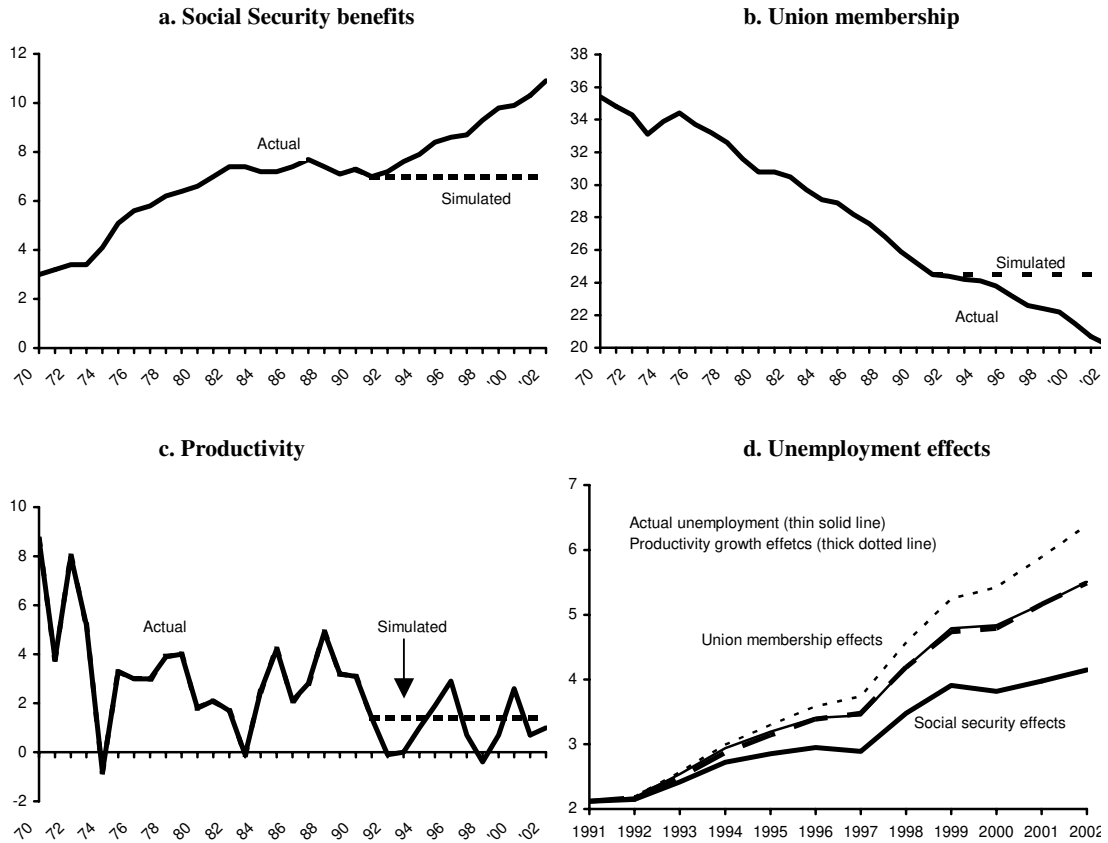 a. Social Security benefits
12
10
8
6
4
2
0
Actual
Simulated
70 72 74 76 78 80 82 84 86 88 90 92 94 96 98 '00 '02
b. Union membership
38
36
34
32
30
28
26
24
22
20
Simulated
Actual
70 72 74 76 78 80 82 84 86 88 90 92 94 96 98 '00 '02
c. Productivity
10
8
6
4
2
0
-2
Actual
Simulated
70 72 74 76 78 80 82 84 86 88 90 92 94 96 98 '00 '02
d. Unemployment effects
7
6
5
4
3
2
Actual unemployment (thin solid line)
Productivity growth effetcs (thick dotted line)
Union membership effects
Social security effects
1991 1992 1993 1994 1995 1996 1997 1998 1999 2000 2001 2002